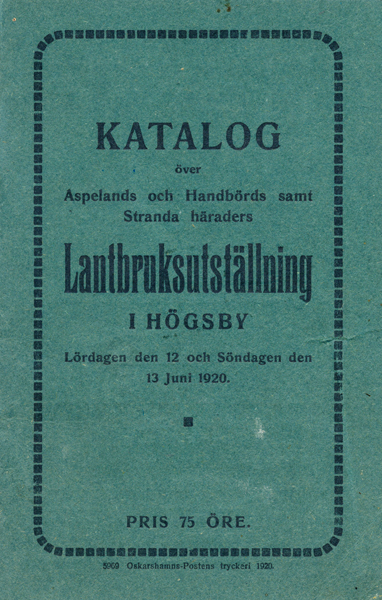 KATALOG
över
Aspelands och Handbörds samt
Stranda häraders
Lantbruksutställning
I HÖGSBY
Lördagen den 12 och Söndagen den
13 Juni 1920.
PRIS 75 ÖRE.
5969 Oskarshamns-Postens tryckeri 1920.